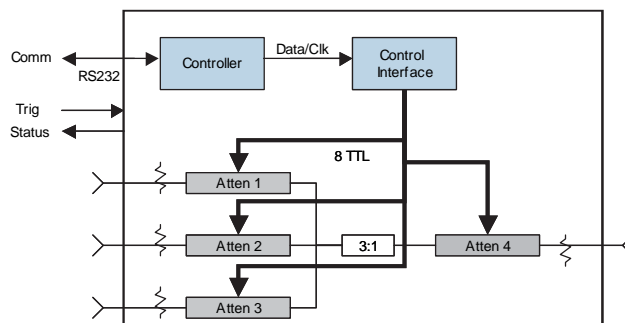 Comm
RS232
Controller
Data/Clk
Control
Interface
Trig
Status
8 TTL
Atten 1
Atten 2
3:1
Atten 4
Atten 3